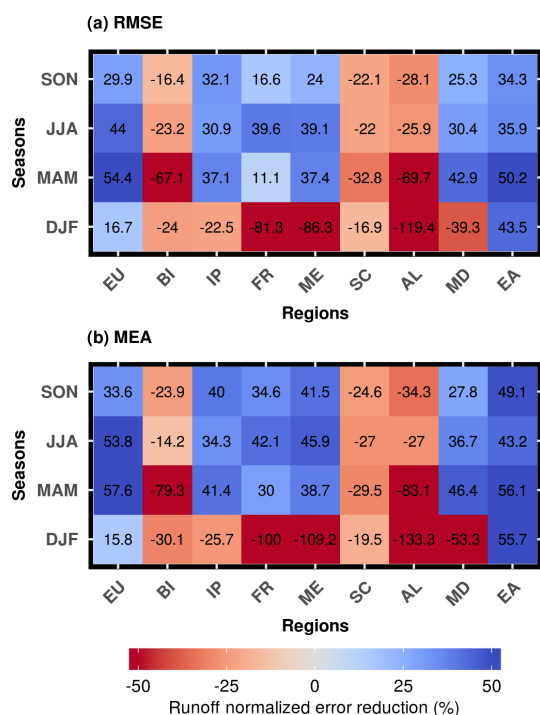 (a) RMSE
Seasons
SON 29.9 -16.4 32.1 16.6 24 -22.1 -28.1 25.3 34.3
JJA 44 -23.2 30.9 39.6 39.1 -22 -25.9 30.4 35.9
MAM 54.4 -67.1 37.1 11.1 37.4 -32.8 -69.7 42.9 50.2
DJF 16.7 -24 -22.5 -81.3 -86.3 -16.9 -119.4 -39.3 43.5
EU BI IP FR ME SC AL MD EA
Regions
(b) MEA
Seasons
SON 33.6 -23.9 40 34.6 41.5 -24.6 -34.3 27.8 49.1
JJA 53.8 -14.2 34.3 42.1 45.9 -27 -27 36.7 43.2
MAM 57.6 -79.3 41.4 30 38.7 -29.5 -83.1 46.4 56.1
DJF 15.8 -30.1 -25.7 -100 -109.2 -19.5 -133.3 -53.3 55.7
EU BI IP FR ME SC AL MD EA
Regions
-50 -25 0 25 50
Runoff normalized error reduction (%)